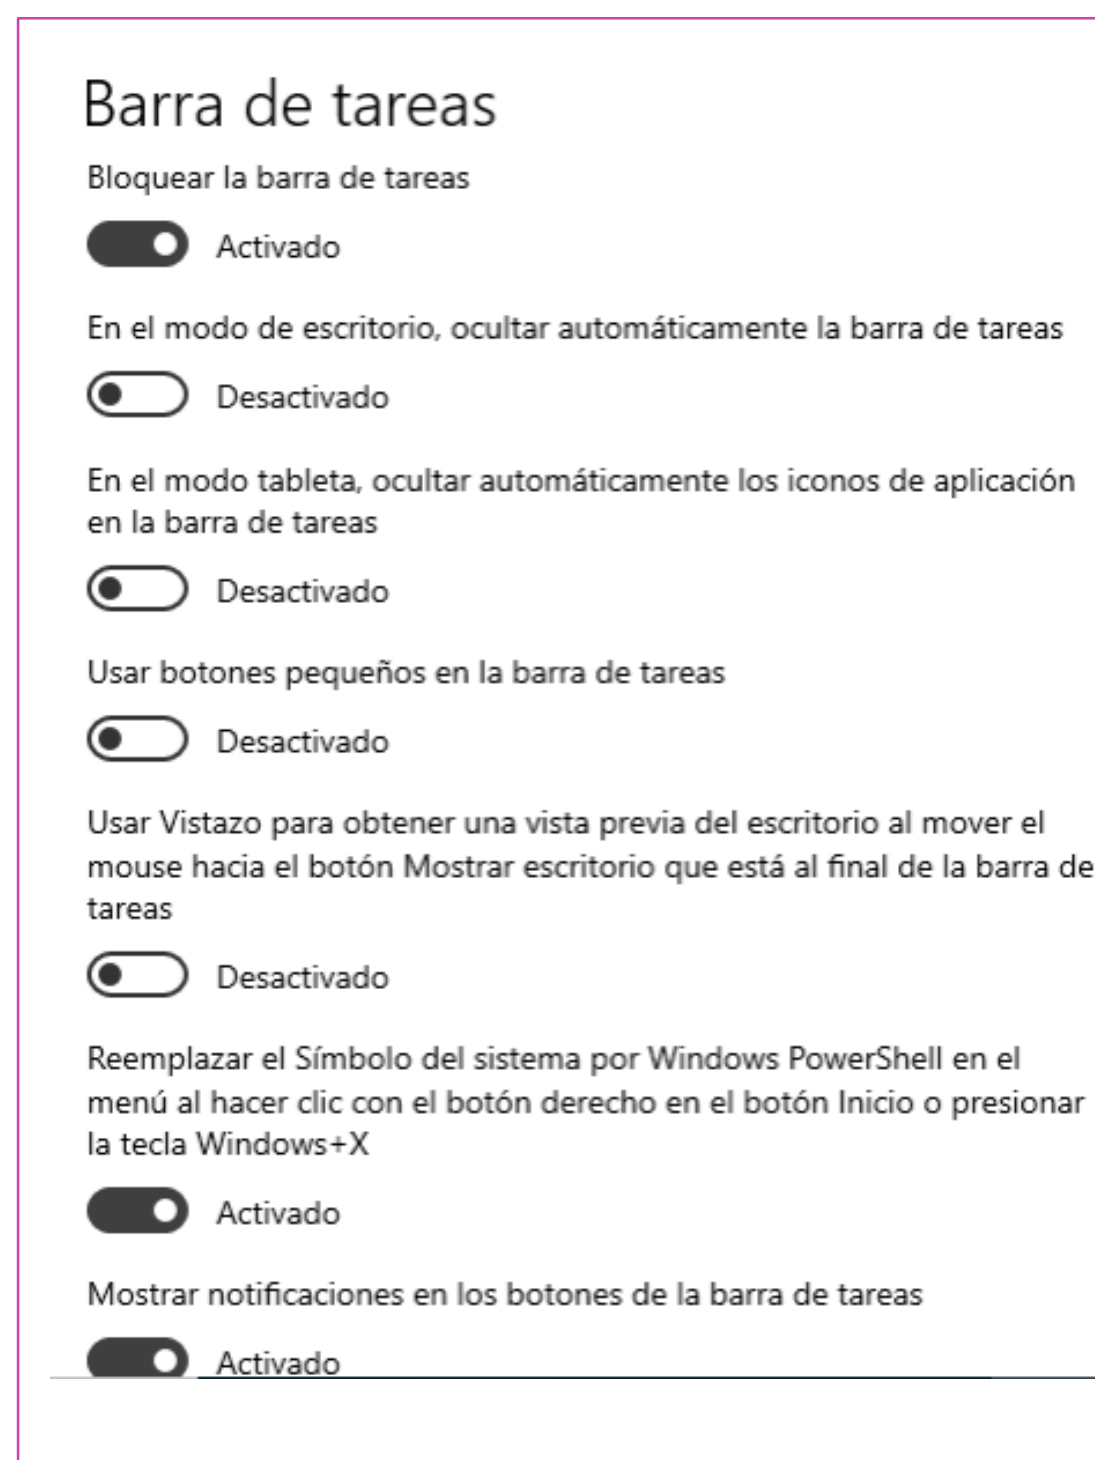 Barra de tareas
Bloquear la barra de tareas
Activado
En el modo de escritorio, ocultar automáticamente la barra de tareas
Desactivado
En el modo tableta, ocultar automáticamente los iconos de aplicación
en la barra de tareas
Desactivado
Usar botones pequeños en la barra de tareas
Desactivado
Usar Vistazo para obtener una vista previa del escritorio al mover el
mouse hacia el botón Mostrar escritorio que está al final de la barra de
tareas
Desactivado
Reemplazar el Símbolo del sistema por Windows PowerShell en el
menú al hacer clic con el botón derecho en el botón Inicio o presionar
la tecla Windows+X
Activado
Mostrar notificaciones en los botones de la barra de tareas
Activado